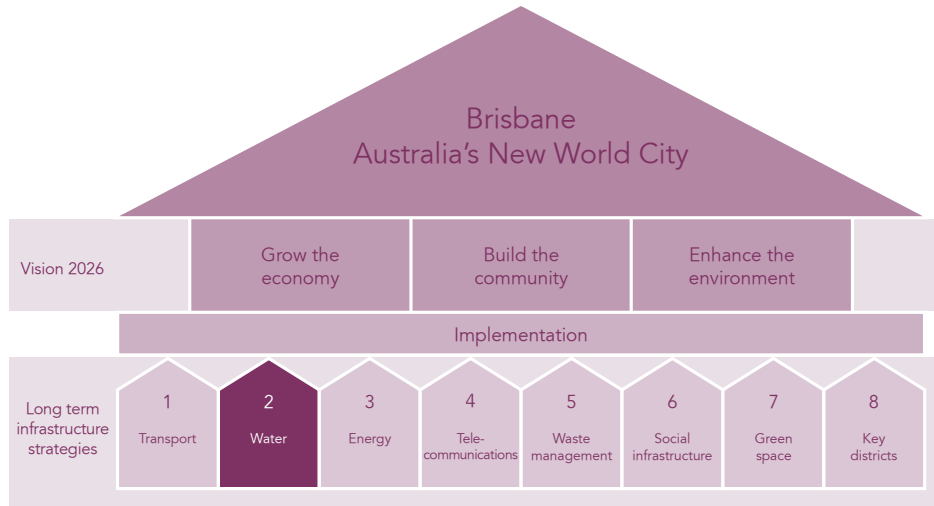 Brisbane
Australia's New World City
Vision 2026
Grow the
economy
Build the
community
Enhance the
environment
Implementation
Long term
infrastructure
strategies
1
Transport
2
Water
3
Energy
4
Tele-
communications
5
Waste
management
6
Social
infrastructure
7
Green
space
8
Key
districts